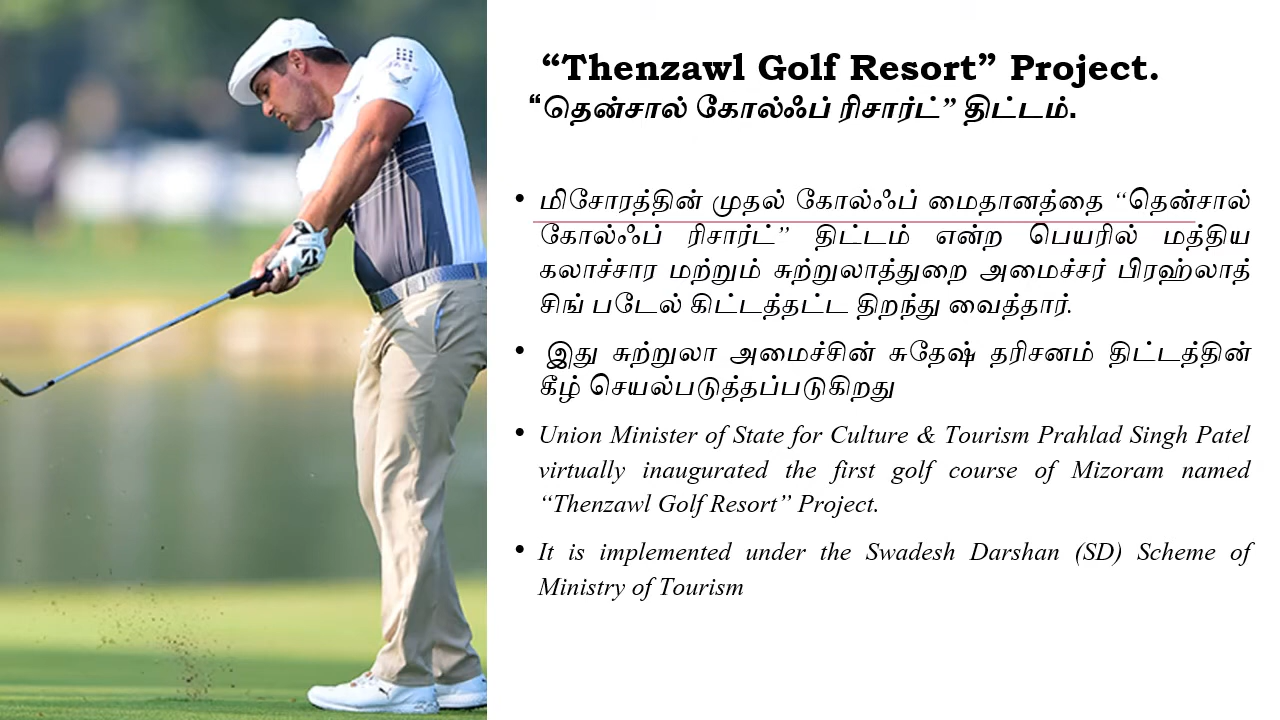 “Thenzawl Golf Resort” Project.
“தென்சால் கோல்ஃப் ரிசார்ட்” திட்டம்.
• மிசோரத்தின் முதல் கோல்ஃப் மைதானத்தை “தென்சால்
கோல்ஃப் ரிசார்ட்” திட்டம் என்ற பெயரில் மத்திய
கலாச்சார மற்றும் சுற்றுலாத்துறை அமைச்சர் பிரஹ்லாத்
சிங் படேல் கிட்டத்தட்ட திறந்து வைத்தார்.
• இது சுற்றுலா அமைச்சின் சுதேஷ் தரிசனம் திட்டத்தின்
கீழ் செயல்படுத்தப்படுகிறது
• Union Minister of State for Culture & Tourism Prahlad Singh Patel
virtually inaugurated the first golf course of Mizoram named
“Thenzawl Golf Resort” Project.
• It is implemented under the Swadesh Darshan (SD) Scheme of
Ministry of Tourism